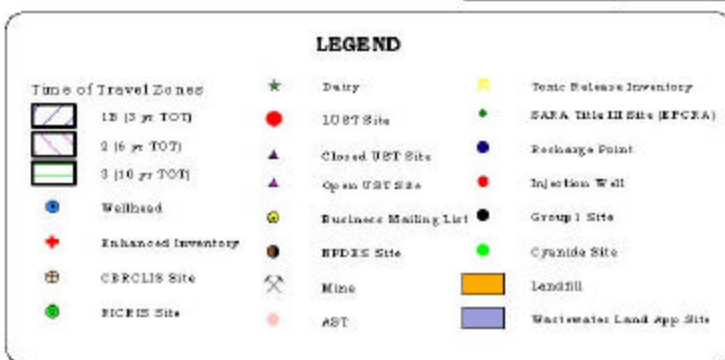 LEGEND
Time of Travel Zones
1B (3 yr TOT)
2 (6 yr TOT)
3 (10 yr TOT)
Wellhead
Enhanced Inventory
CERCLIS Site
RICRIS Site
Dairy
LUST Site
Closed UST Site
Open UST Site
Business Mailing List
NPDES Site
Mine
AST
Toxic Release Inventory
SARA Title III Site (EPCRA)
Recharge Point
Injection Well
Group 1 Site
Cyanide Site
Landfill
Wastewater Land App Site